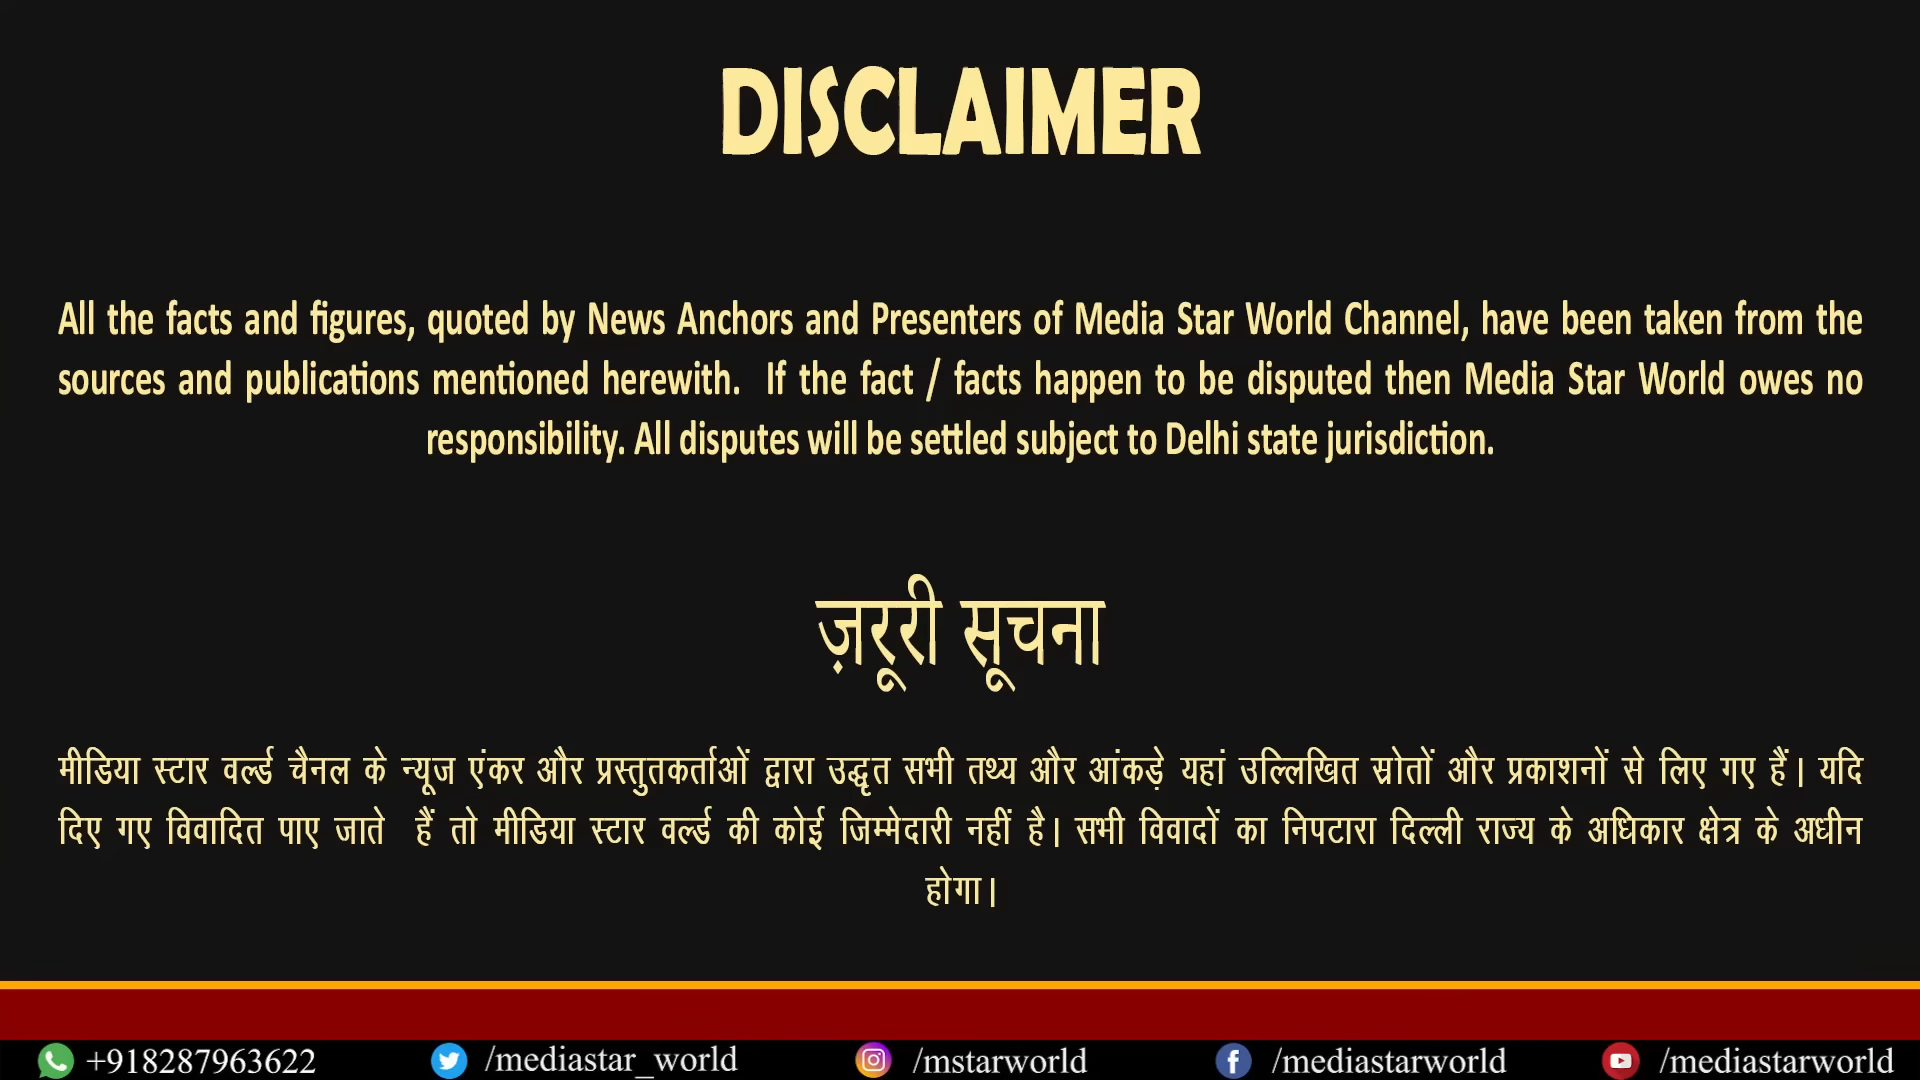 DISCLAIMER
All the facts and figures, quoted by News Anchors and Presenters of Media Star World Channel, have been taken from the
sources and publications mentioned herewith.  If the fact / facts happen to be disputed then Media Star World owes no
responsibility. All disputes will be settled subject to Delhi state jurisdiction.
ज़रूरी सूचना
मीडिया स्टार वर्ल्ड चैनल के न्यूज एंकर और प्रस्तुतकर्ताओं द्वारा उद्धृत सभी तथ्य और आंकड़े यहां उल्लिखित स्रोतों और प्रकाशनों से लिए गए हैं। यदि
दिए गए विवादित पाए जाते  हैं तो मीडिया स्टार वर्ल्ड की कोई जिम्मेदारी नहीं है। सभी विवादों का निपटारा दिल्ली राज्य के अधिकार क्षेत्र के अधीन
होगा।
+918287963622 /mediastar_world /mstarworld /mediastarworld /mediastarworld